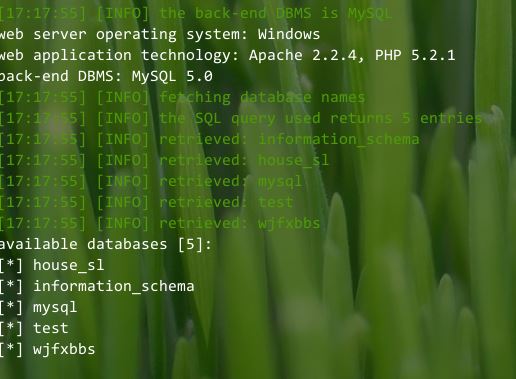 [17:17:55] [INFO] the back-end DBMS is MySQL
web server operating system: Windows
web application technology: Apache 2.2.4, PHP 5.2.1
back-end DBMS: MySQL 5.0
[17:17:55] [INFO] fetching database names
[17:17:55] [INFO] the SQL query used returns 5 entries
[17:17:55] [INFO] retrieved: information_schema
[17:17:55] [INFO] retrieved: house_sl
[17:17:55] [INFO] retrieved: mysql
[17:17:55] [INFO] retrieved: test
[17:17:55] [INFO] retrieved: wjfxbbs
available databases [5]:
[*] house_sl
[*] information_schema
[*] mysql
[*] test
[*] wjfxbbs